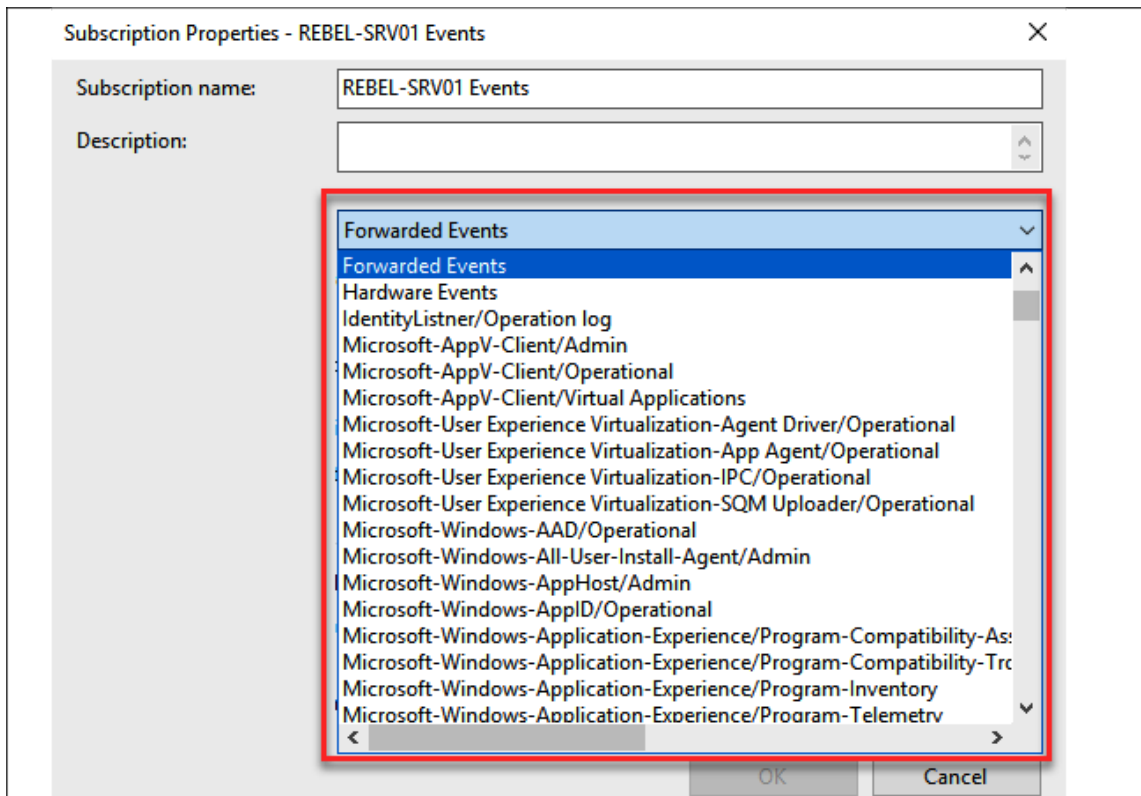 Subscription Properties - REBEL-SRV01 Events
Subscription name:
REBEL-SRV01 Events
Description:
Forwarded Events
Forwarded Events
Hardware Events
IdentityListner/Operation log
Microsoft-AppV-Client/Admin
Microsoft-AppV-Client/Operational
Microsoft-AppV-Client/Virtual Applications
Microsoft-User Experience Virtualization-Agent Driver/Operational
Microsoft-User Experience Virtualization-App Agent/Operational
Microsoft-User Experience Virtualization-IPC/Operational
Microsoft-User Experience Virtualization-SQM Uploader/Operational
Microsoft-Windows-AAD/Operational
Microsoft-Windows-All-User-Install-Agent/Admin
Microsoft-Windows-AppHost/Admin
Microsoft-Windows-AppID/Operational
Microsoft-Windows-Application-Experience/Program-Compatibility-Ass
Microsoft-Windows-Application-Experience/Program-Compatibility-Tro
Microsoft-Windows-Application-Experience/Program-Inventory
Microsoft-Windows-Application-Experience/Program-Telemetry
OK
Cancel